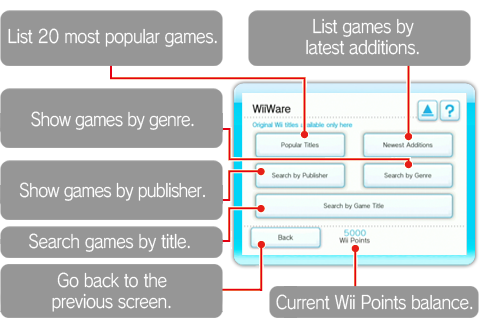 List 20 most popular games.
List games by
latest additions.
Show games by genre.
Show games by publisher.
Search games by title.
Go back to the
previous screen.
Current Wii Points balance.
WiiWare
?
Original Wii titles available only here
Popular Titles
Newest Additions
Search by Publisher
Search by Genre
Search by Game Title
Back
5000
Wii Points